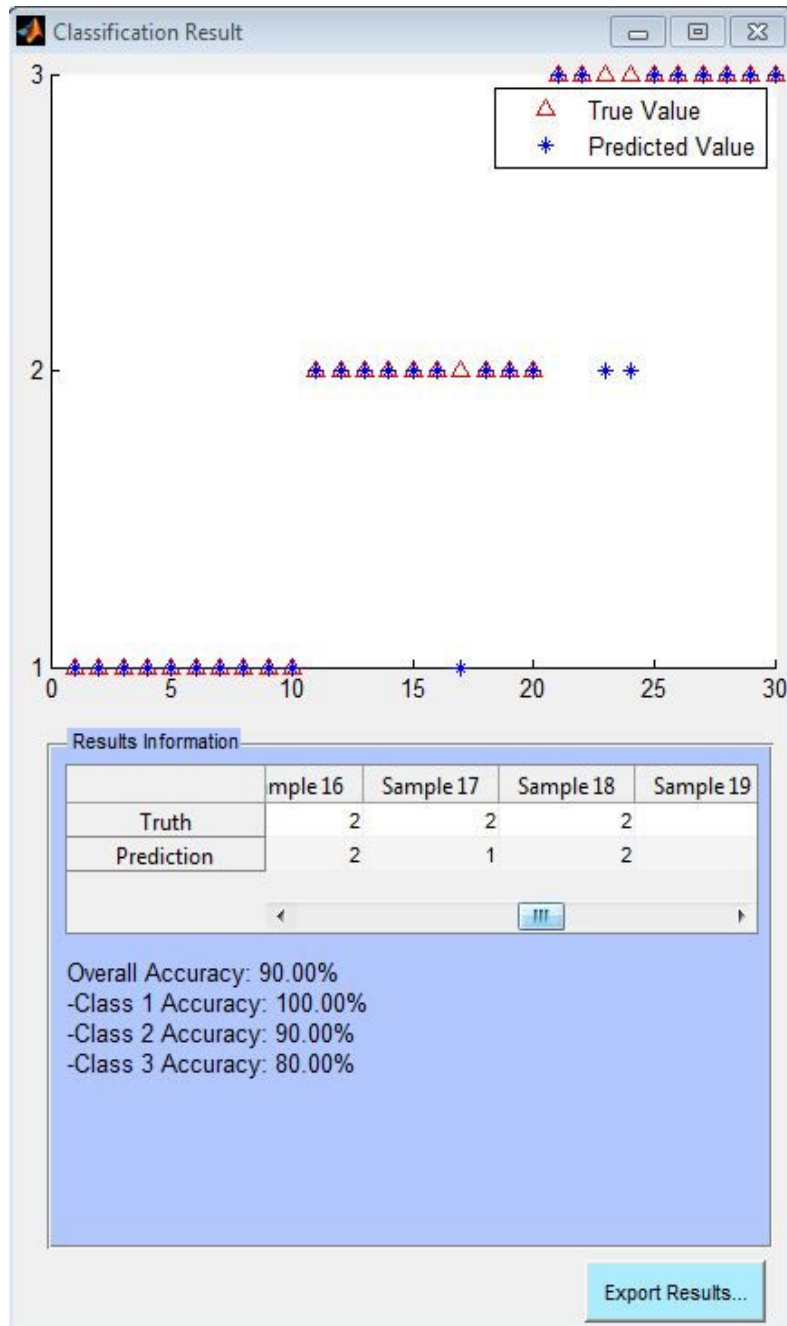 Classification Result
3
True Value
Predicted Value
2
1
0 5 10 15 20 25 30
Results Information
mple 16 Sample 17 Sample 18 Sample 19
Truth 2 2 2
Prediction 2 1 2
Overall Accuracy: 90.00%
-Class 1 Accuracy: 100.00%
-Class 2 Accuracy: 90.00%
-Class 3 Accuracy: 80.00%
Export Results...